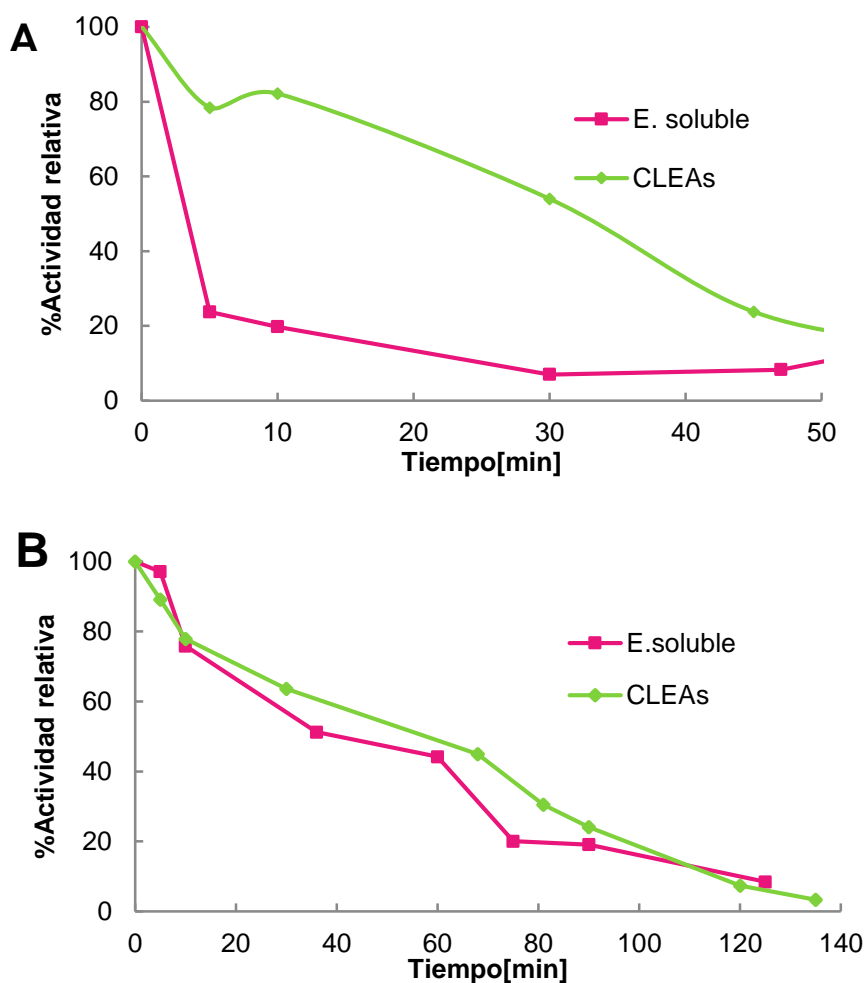 A
100
80
60
40
20
0
%Actividad relativa
E. soluble
CLEAs
0 10 20 30 40 50
Tiempo[min]
B
100
80
60
40
20
0
%Actividad relativa
E.soluble
CLEAs
0 20 40 60 80 100 120 140
Tiempo[min]